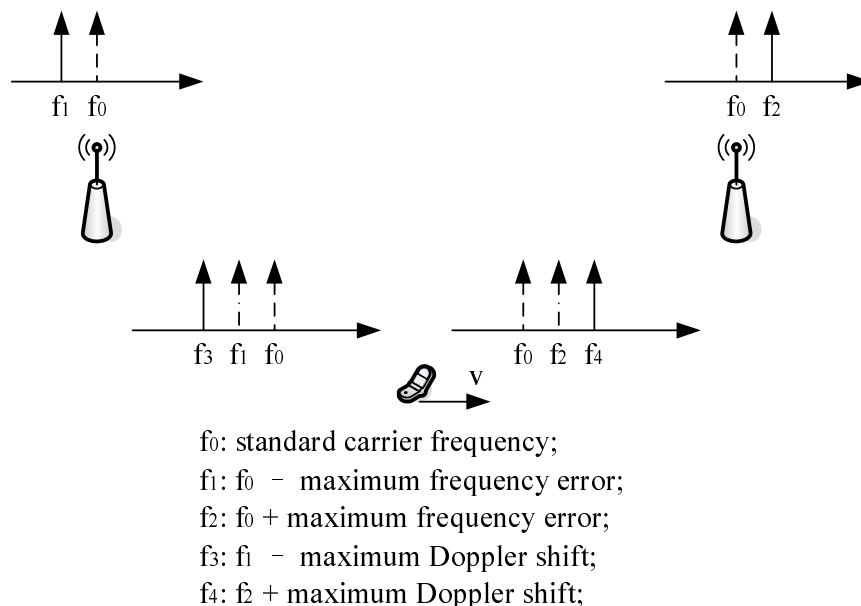 f1 f0
f0 f2
f3 f1 f0
f0 f2 f4
v
f0: standard carrier frequency;
f1: f0 − maximum frequency error;
f2: f0 + maximum frequency error;
f3: f1 − maximum Doppler shift;
f4: f2 + maximum Doppler shift;